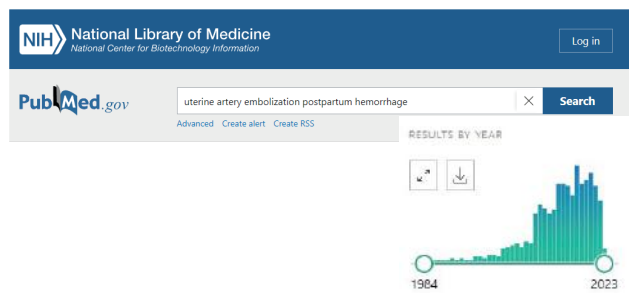 NIH National Library of Medicine
National Center for Biotechnology Information
Log in
PubMed.gov
uterine artery embolization postpartum hemorrhage
Search
Advanced Create alert Create RSS
RESULTS BY YEAR
1984 2023